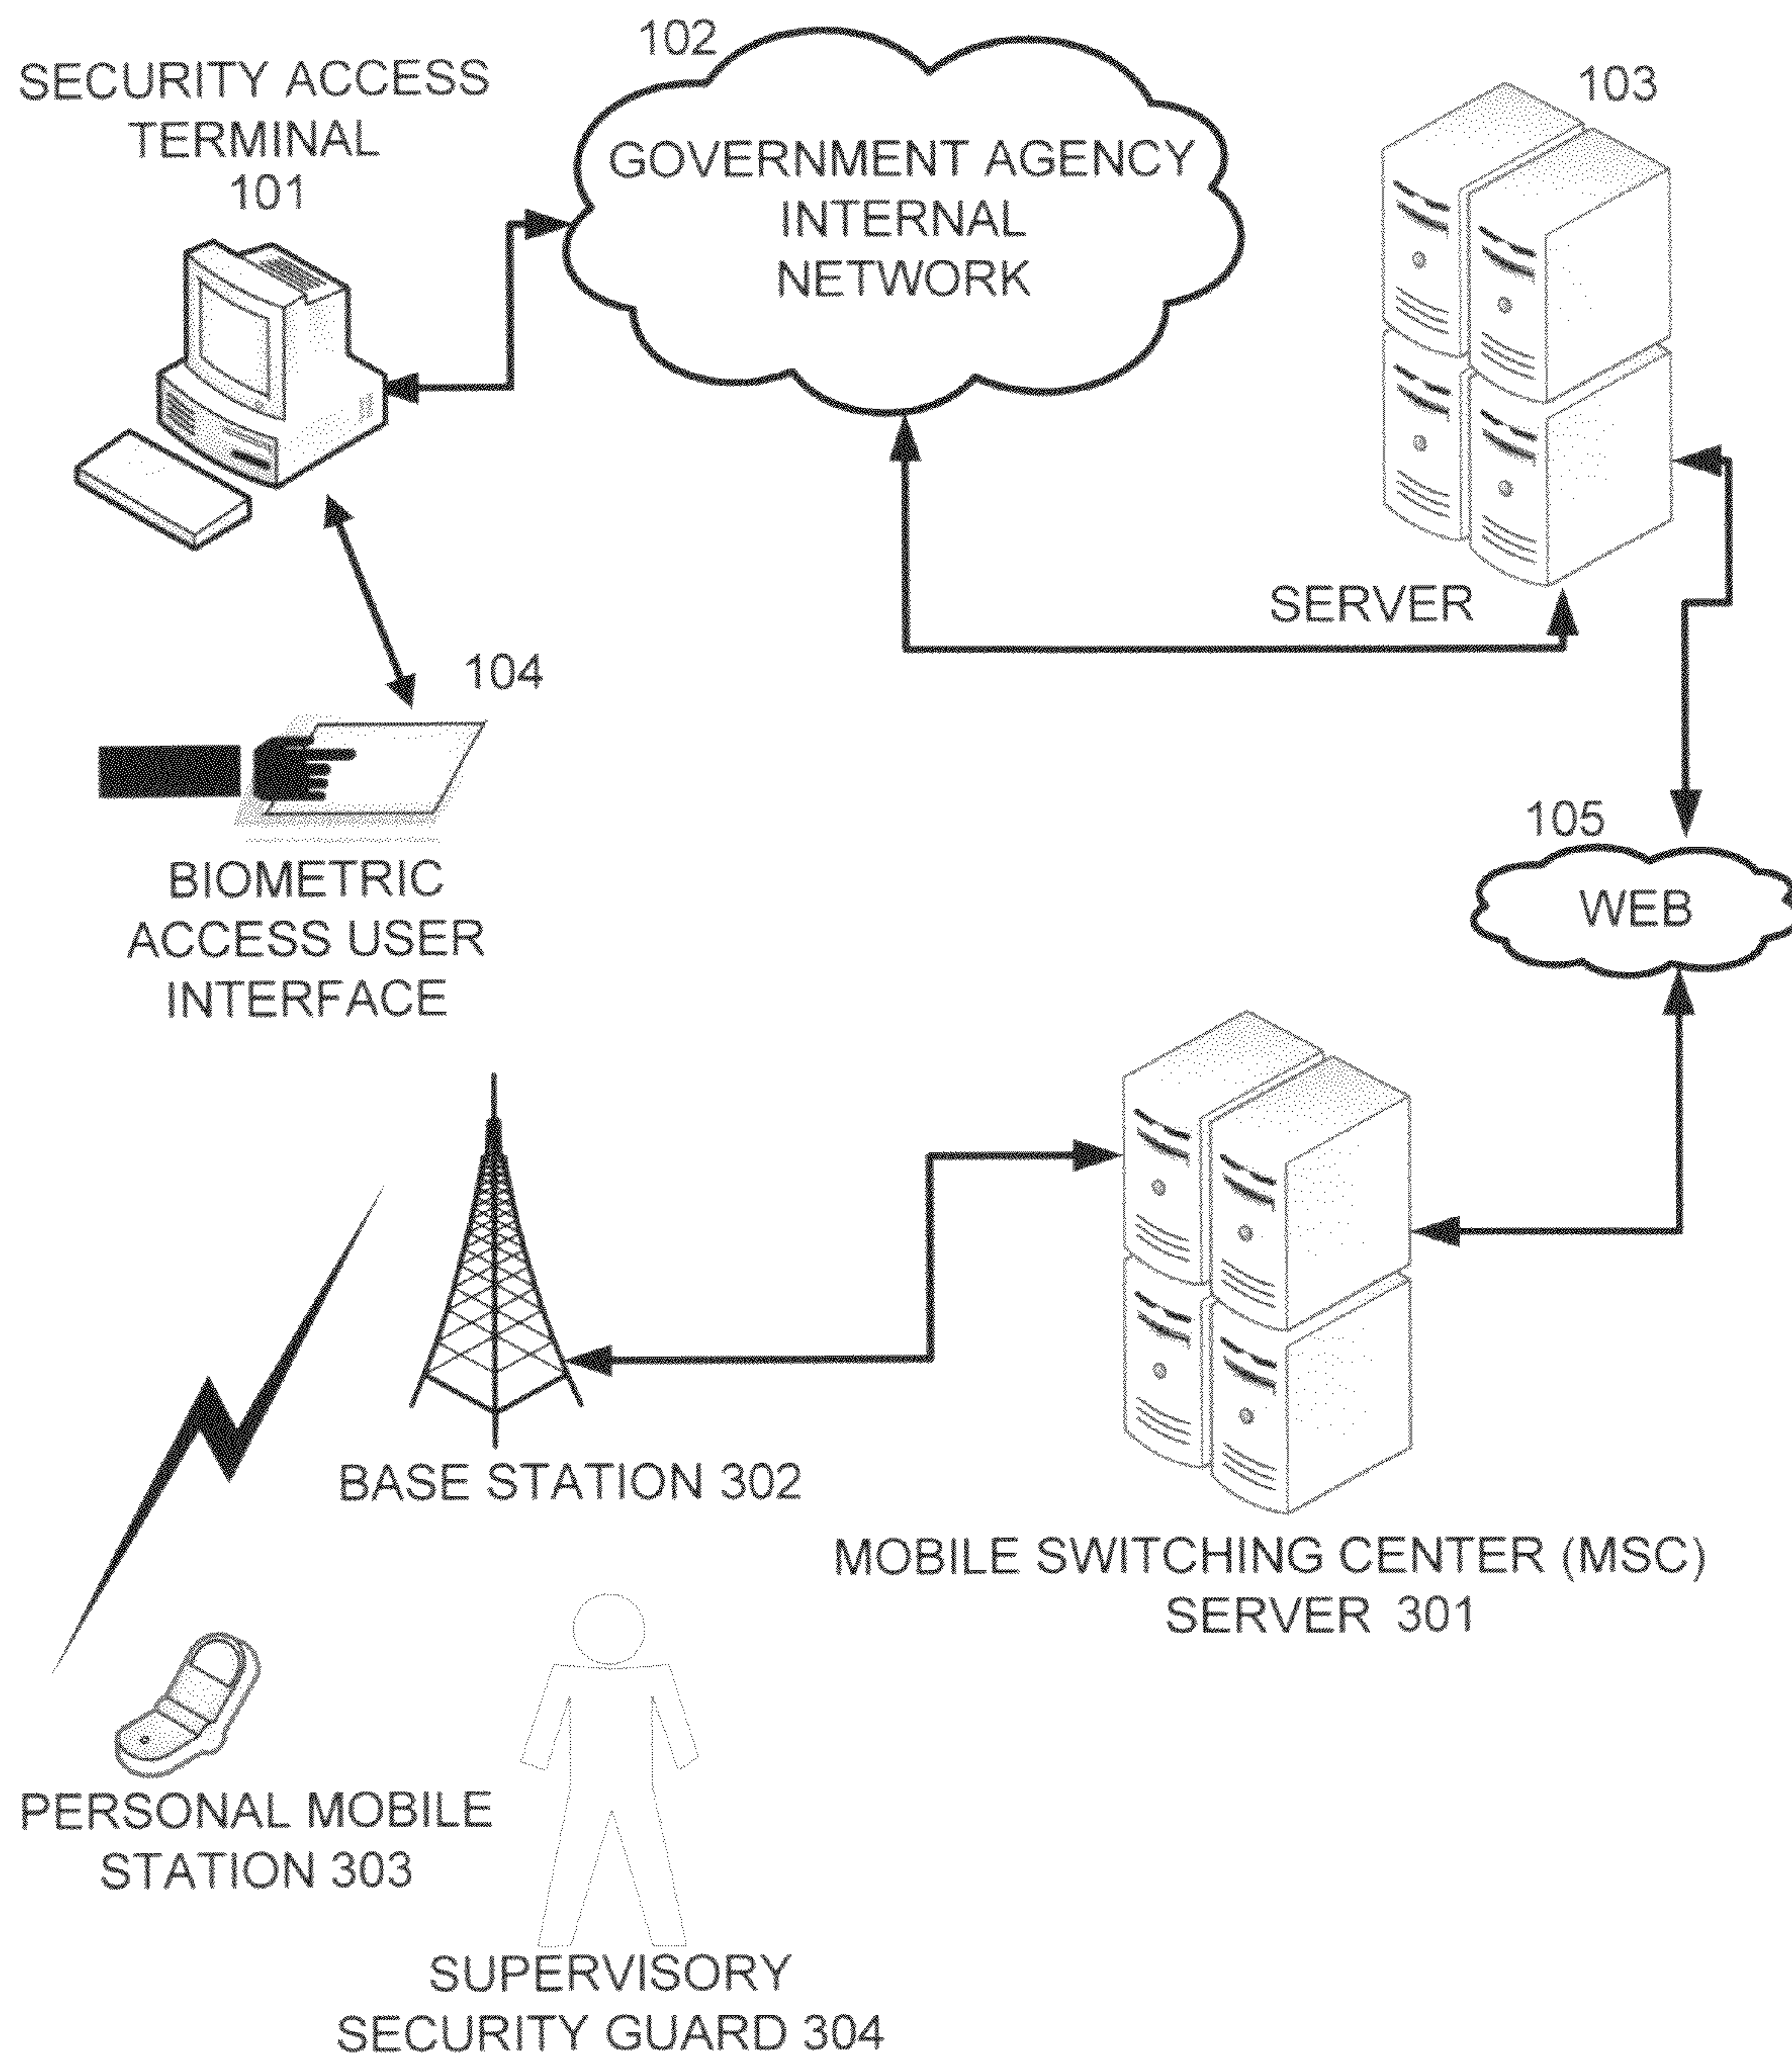 102
SECURITY ACCESS
TERMINAL
101
GOVERNMENT AGENCY
INTERNAL
NETWORK
103
SERVER
104
BIOMETRIC
ACCESS USER
INTERFACE
105
WEB
BASE STATION 302
MOBILE SWITCHING CENTER (MSC)
SERVER 301
PERSONAL MOBILE
STATION 303
SUPERVISORY
SECURITY GUARD 304